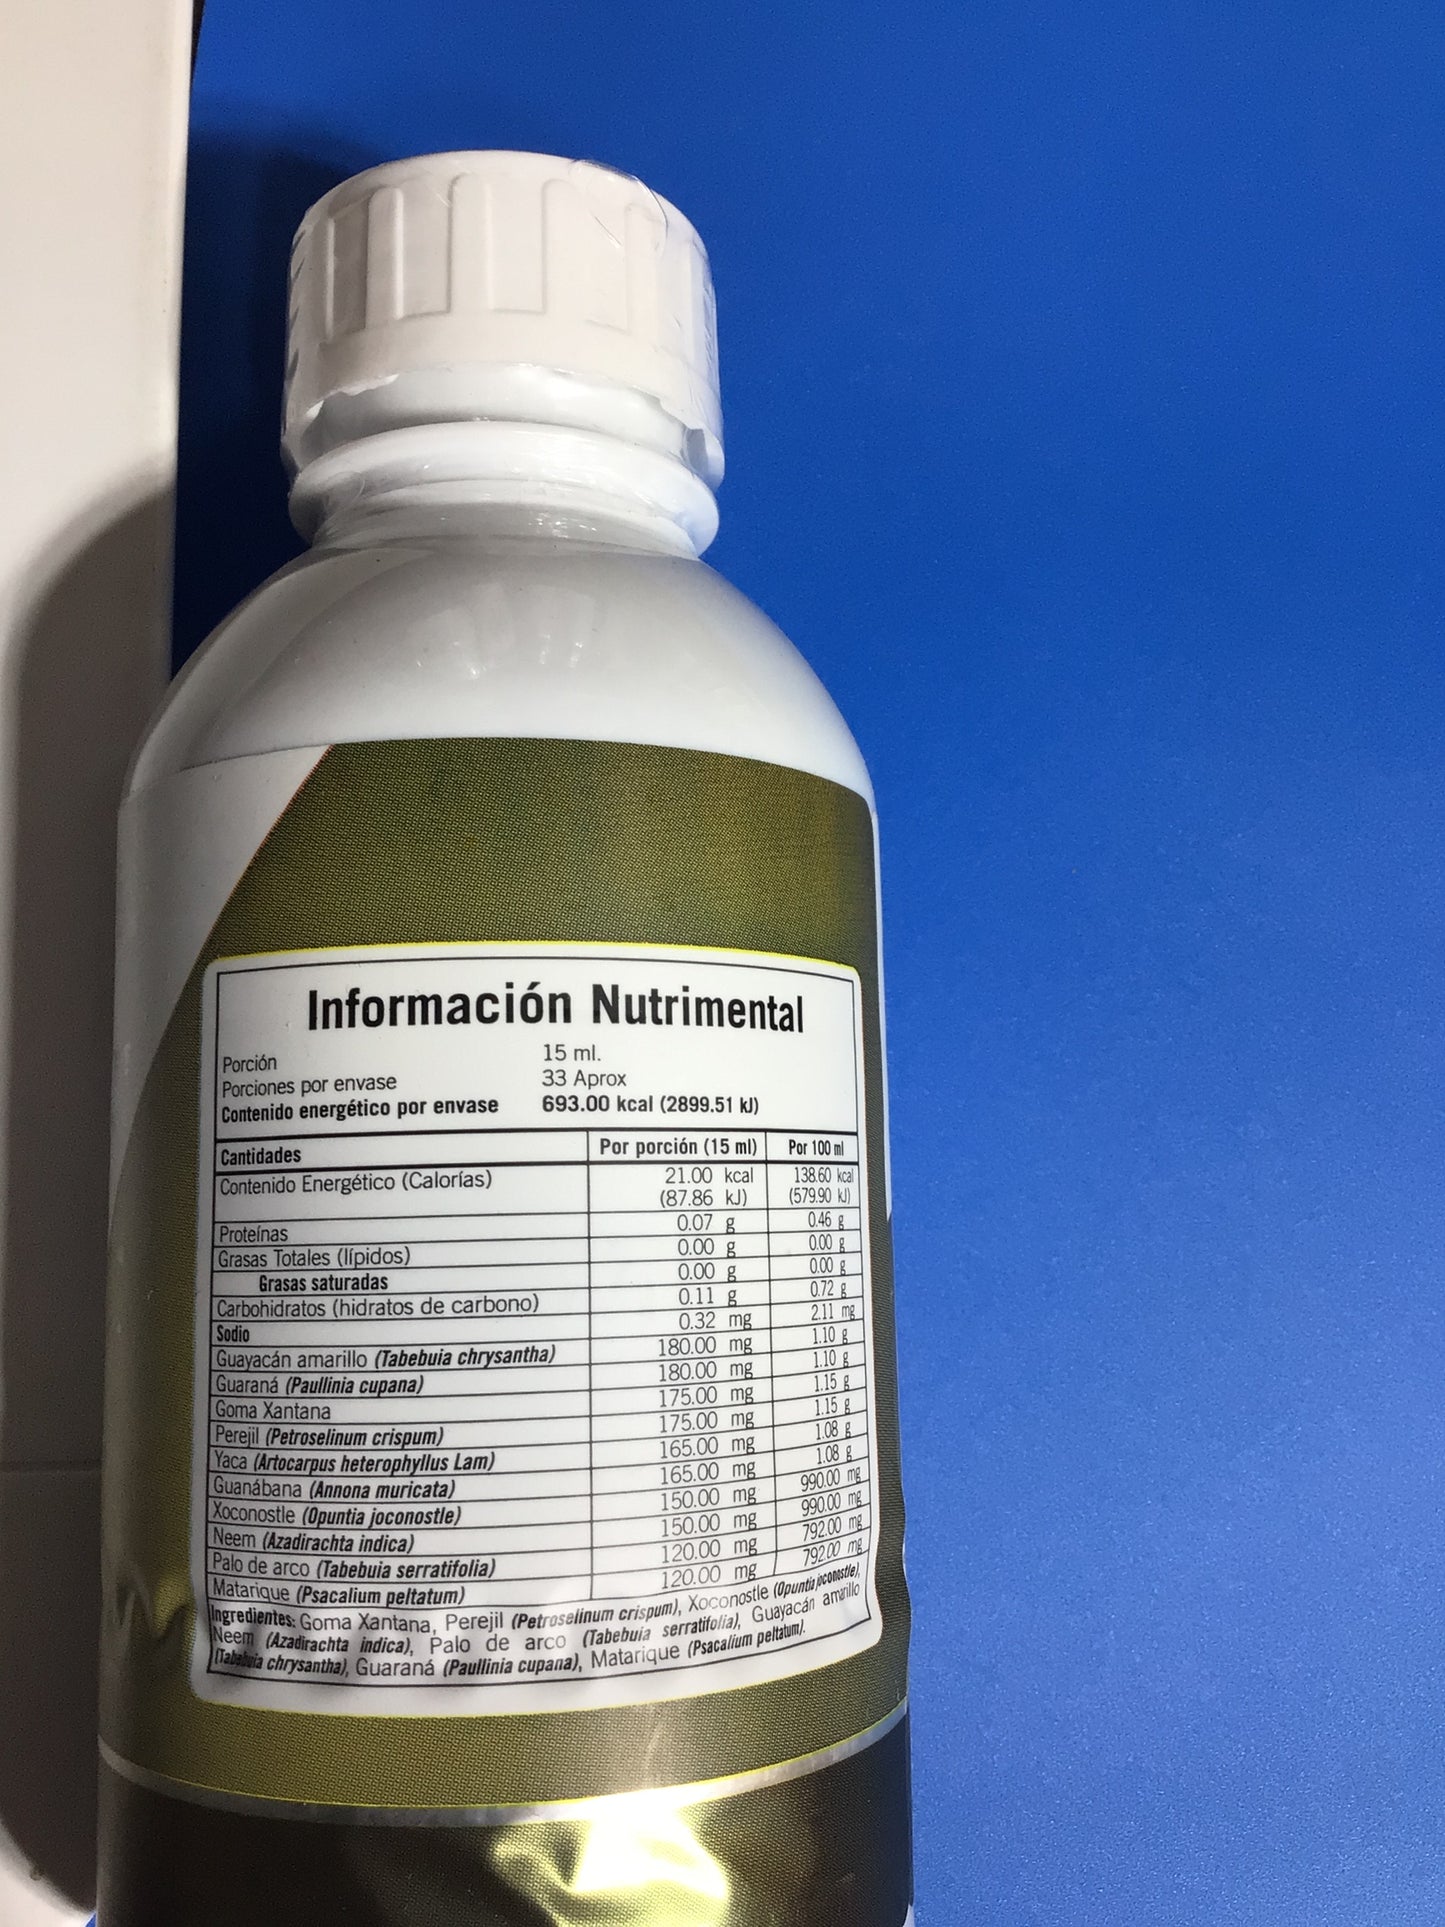 Información Nutrimental
Porción 15 ml.
Porciones por envase 33 Aprox
Contenido energético por envase 693.00 kcal (2899.51 kJ)
Cantidades Por porción (15 ml) Por 100 ml
Contenido Energético (Calorías) 21.00 kcal 138.60 kcal
(87.86 kJ) (579.90 kJ)
Proteínas 0.07 g 0.46 g
Grasas Totales (lípidos) 0.00 g 0.00 g
Grasas saturadas 0.00 g 0.00 g
Carbohidratos (hidratos de carbono) 0.11 g 0.72 g
Sodio 0.32 mg 2.11 mg
Guayacán amarillo (Tabebuia chrysantha) 180.00 mg 1.10 g
Guaraná (Paullinia cupana) 180.00 mg 1.10 g
Goma Xantana 175.00 mg 1.15 g
Perejil (Petroselinum crispum) 175.00 mg 1.15 g
Yaca (Artocarpus heterophyllus Lam) 165.00 mg 1.08 g
Guanábana (Annona muricata) 165.00 mg 1.08 g
Xoconostle (Opuntia joconostle) 150.00 mg 990.00 mg
Neem (Azadirachta indica) 150.00 mg 990.00 mg
Palo de arco (Tabebuia serratifolia) 120.00 mg 792.00 mg
Matarique (Psacalium peltatum) 120.00 mg 792.00 mg
Ingredientes: Goma Xantana, Perejil (Petroselinum crispum), Xoconostle (Opuntia joconostle),
Neem (Azadirachta indica), Palo de arco (Tabebuia serratifolia), Guayacán amarillo
(Tabebuia chrysantha), Guaraná (Paullinia cupana), Matarique (Psacalium peltatum).